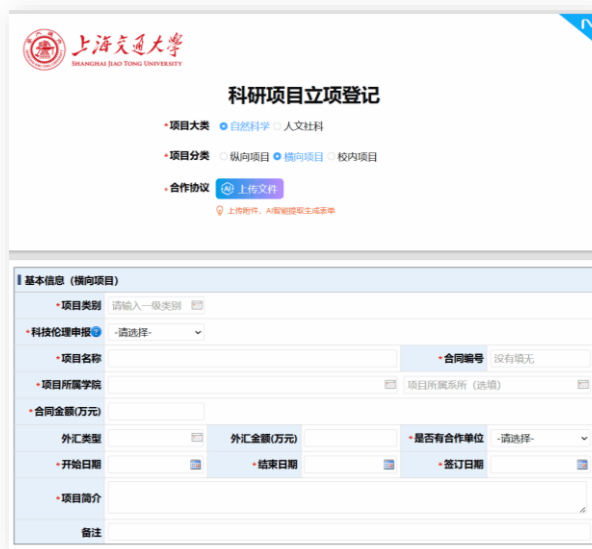 上海交通大学
SHANGHAI JIAO TONG UNIVERSITY
科研项目立项登记
*项目大类 自然科学 人文社科
*项目分类 纵向项目 横向项目 校内项目
*合作协议 AI 上传文件
上传附件，AI智能提取生成表单
基本信息（横向项目）
*项目类别 请输入一级类别
*科技伦理申报? -请选择-
*项目名称 *合同编号 没有填无
*项目所属学院 项目所属系所（选填）
*合同金额(万元)
外汇类型 外汇金额(万元) *是否有合作单位 -请选择-
*开始日期 *结束日期 *签订日期
*项目简介
备注